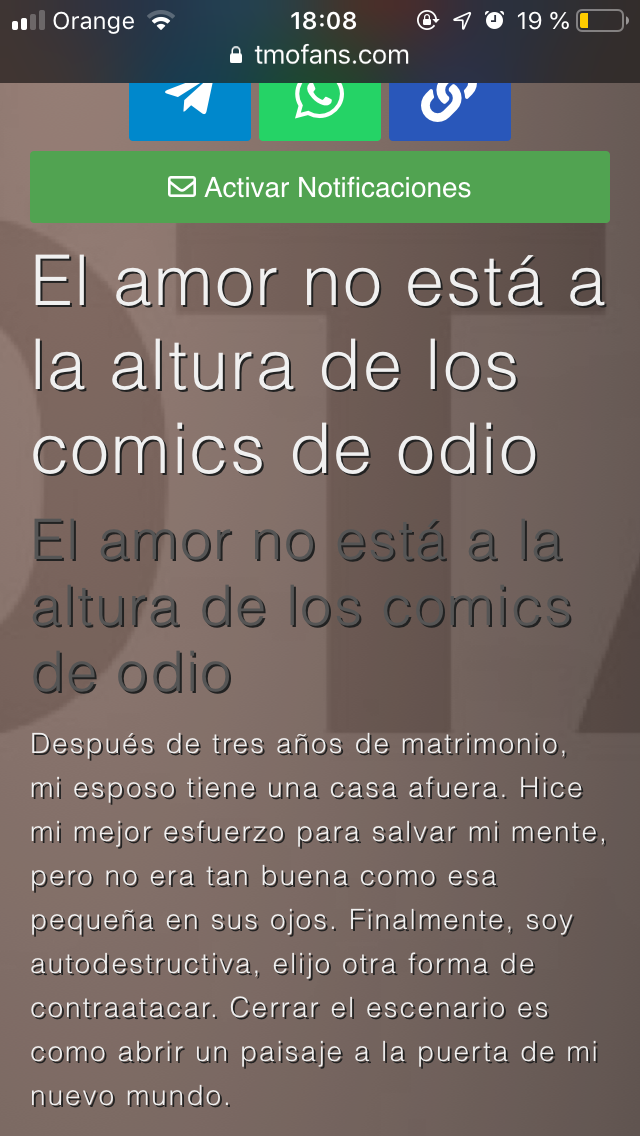 Orange 18:08 19 %
tmofans.com
Activar Notificaciones
El amor no está a
la altura de los
comics de odio
El amor no está a la
altura de los comics
de odio
Después de tres años de matrimonio,
mi esposo tiene una casa afuera. Hice
mi mejor esfuerzo para salvar mi mente,
pero no era tan buena como esa
pequeña en sus ojos. Finalmente, soy
autodestructiva, elijo otra forma de
contraatacar. Cerrar el escenario es
como abrir un paisaje a la puerta de mi
nuevo mundo.